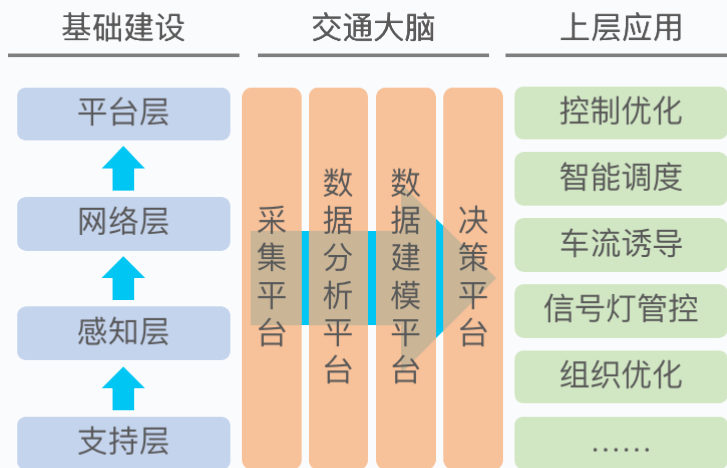 基础建设
交通大脑
上层应用
平台层
网络层
感知层
支持层
采集平台
数据分析平台
数据建模平台
决策平台
控制优化
智能调度
车流诱导
信号灯管控
组织优化
……